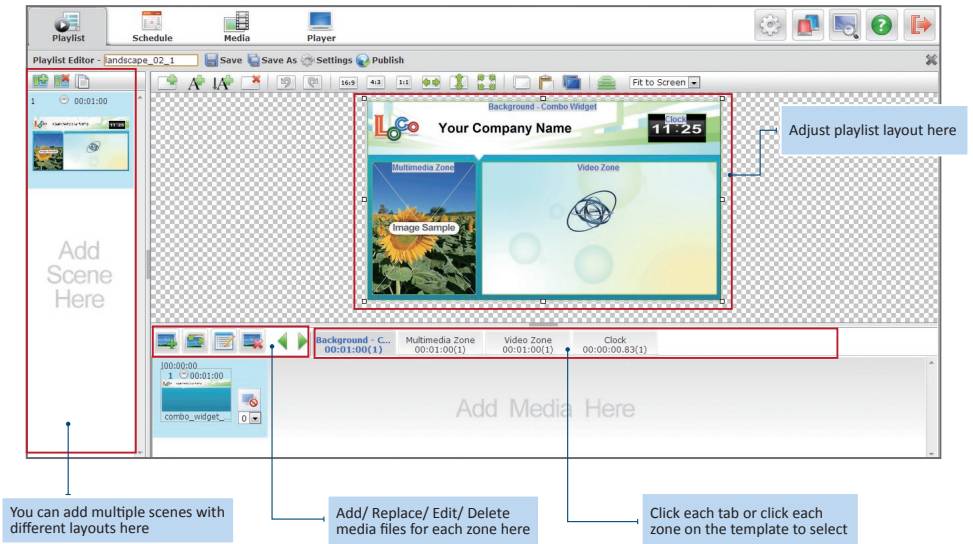 Playlist
Schedule
Media
Player
Playlist Editor - landscape_02_1
Save
Save As
Settings
Publish
16:9
4:3
1:1
Fit to Screen
1 00:01:00
Add
Scene
Here
Background - Combo Widget
LOGO
Your Company Name
Clock
11:25
Multimedia Zone
Video Zone
Image Sample
Adjust playlist layout here
Background - C...
00:01:00(1)
Multimedia Zone
00:01:00(1)
Video Zone
00:01:00(1)
Clock
00:00:00.83(1)
00:00:00
1 00:01:00
combo_widget_...
0
Add Media Here
You can add multiple scenes with
different layouts here
Add/ Replace/ Edit/ Delete
media files for each zone here
Click each tab or click each
zone on the template to select